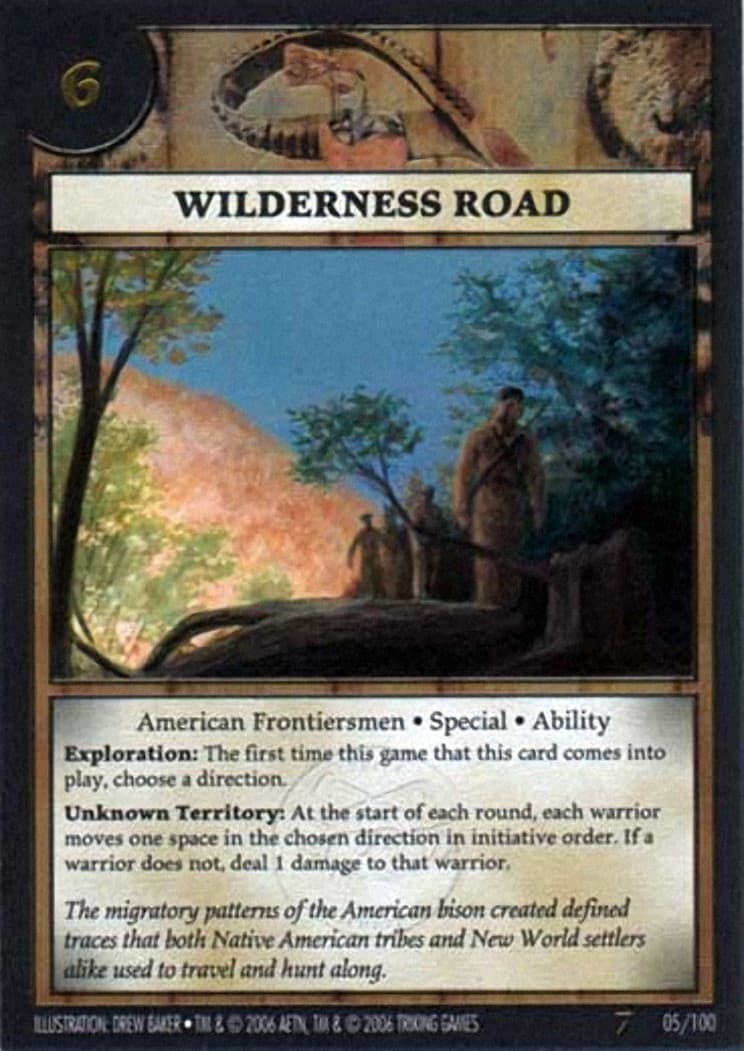 6
WILDERNESS ROAD
American Frontiersmen • Special • Ability
Exploration: The first time this game that this card comes into
play, choose a direction.
Unknown Territory: At the start of each round, each warrior
moves one space in the chosen direction in initiative order. If a
warrior does not, deal 1 damage to that warrior.
The migratory patterns of the American bison created defined
traces that both Native American tribes and New World settlers
alike used to travel and hunt along.
ILLUSTRATION: DREW BAKER • TM & © 2006 AETN, TM & © 2006 TRIKING GAMES
7 05/100